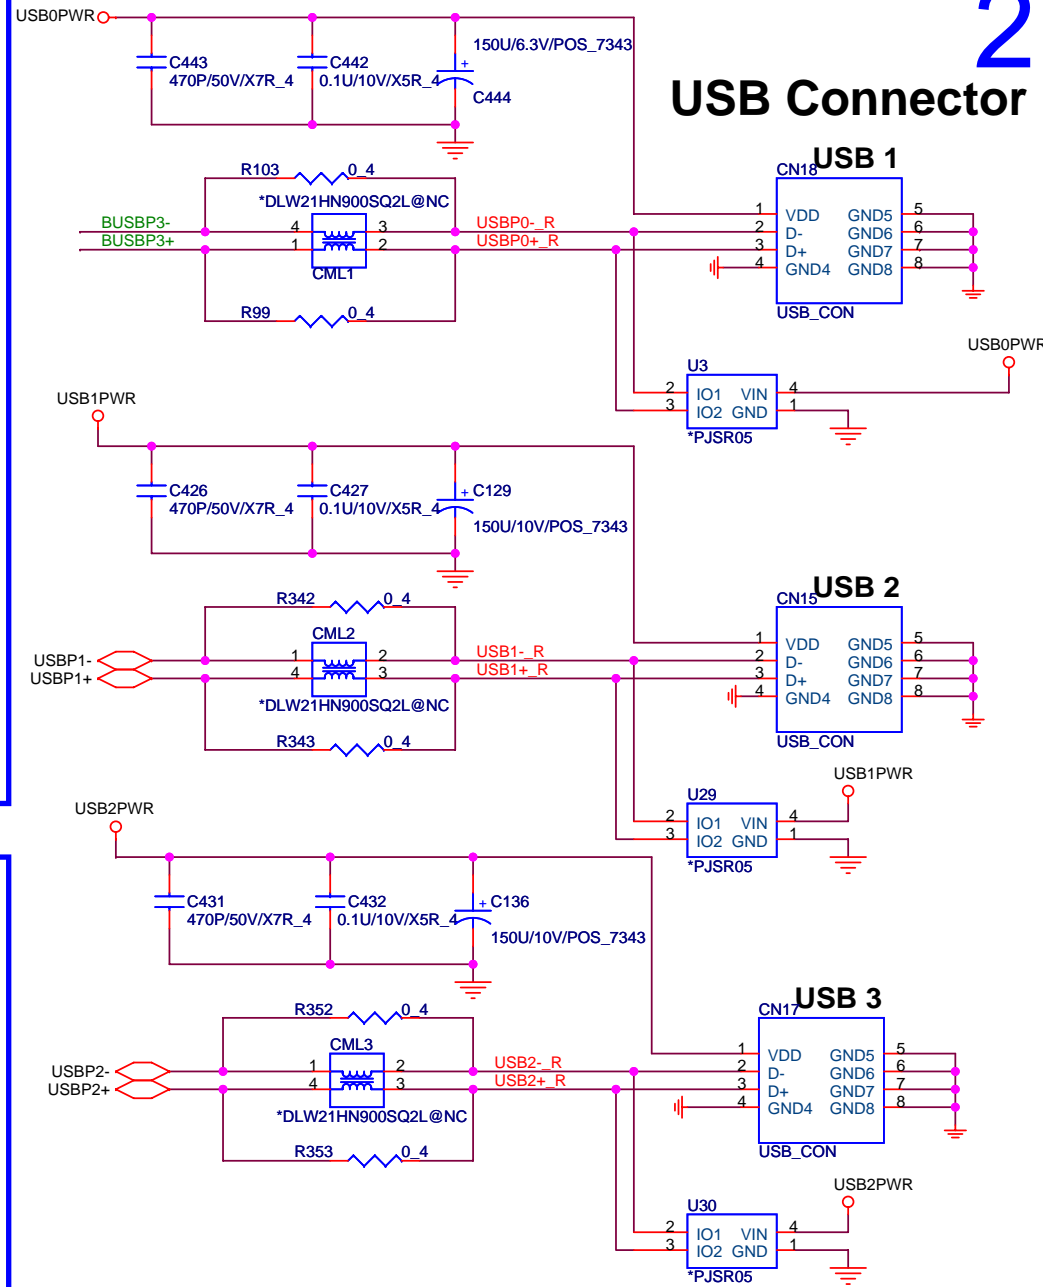 2
USB Connector
USB0PWR
C443
470P/50V/X7R_4
C442
0.1U/10V/X5R_4
150U/6.3V/POS_7343
+
C444
R103 0_4
*DLW21HN900SQ2L@NC
BUSBP3- 4 3 USBP0-_R
BUSBP3+ 1 2 USBP0+_R
CML1
R99 0_4
USB 1
CN18
1 VDD GND5 5
2 D- GND6 6
3 D+ GND7 7
4 GND4 GND8 8
USB_CON
USB0PWR
U3
2 IO1 VIN 4
3 IO2 GND 1
*PJSR05
USB1PWR
C426
470P/50V/X7R_4
C427
0.1U/10V/X5R_4
+ C129
150U/10V/POS_7343
R342 0_4
CML2
USBP1- 1 2 USB1-_R
USBP1+ 4 3 USB1+_R
*DLW21HN900SQ2L@NC
R343 0_4
USB 2
CN15
1 VDD GND5 5
2 D- GND6 6
3 D+ GND7 7
4 GND4 GND8 8
USB_CON
USB1PWR
U29
2 IO1 VIN 4
3 IO2 GND 1
*PJSR05
USB2PWR
C431
470P/50V/X7R_4
C432
0.1U/10V/X5R_4
+ C136
150U/10V/POS_7343
R352 0_4
CML3
USBP2- 1 2 USB2-_R
USBP2+ 4 3 USB2+_R
*DLW21HN900SQ2L@NC
R353 0_4
USB 3
CN17
1 VDD GND5 5
2 D- GND6 6
3 D+ GND7 7
4 GND4 GND8 8
USB_CON
USB2PWR
U30
2 IO1 VIN 4
3 IO2 GND 1
*PJSR05